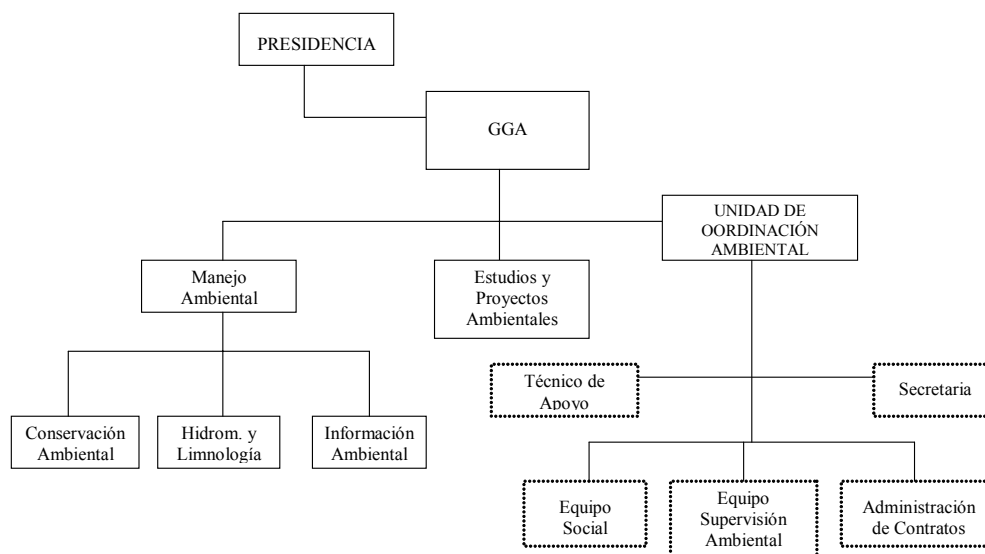 PRESIDENCIA
GGA
UNIDAD DE
OORDINACIÓN
AMBIENTAL
Manejo
Ambiental
Estudios y
Proyectos
Ambientales
Técnico de
Apoyo
Secretaria
Conservación
Ambiental
Hidrom. y
Limnología
Información
Ambiental
Equipo
Social
Equipo
Supervisión
Ambiental
Administración
de Contratos